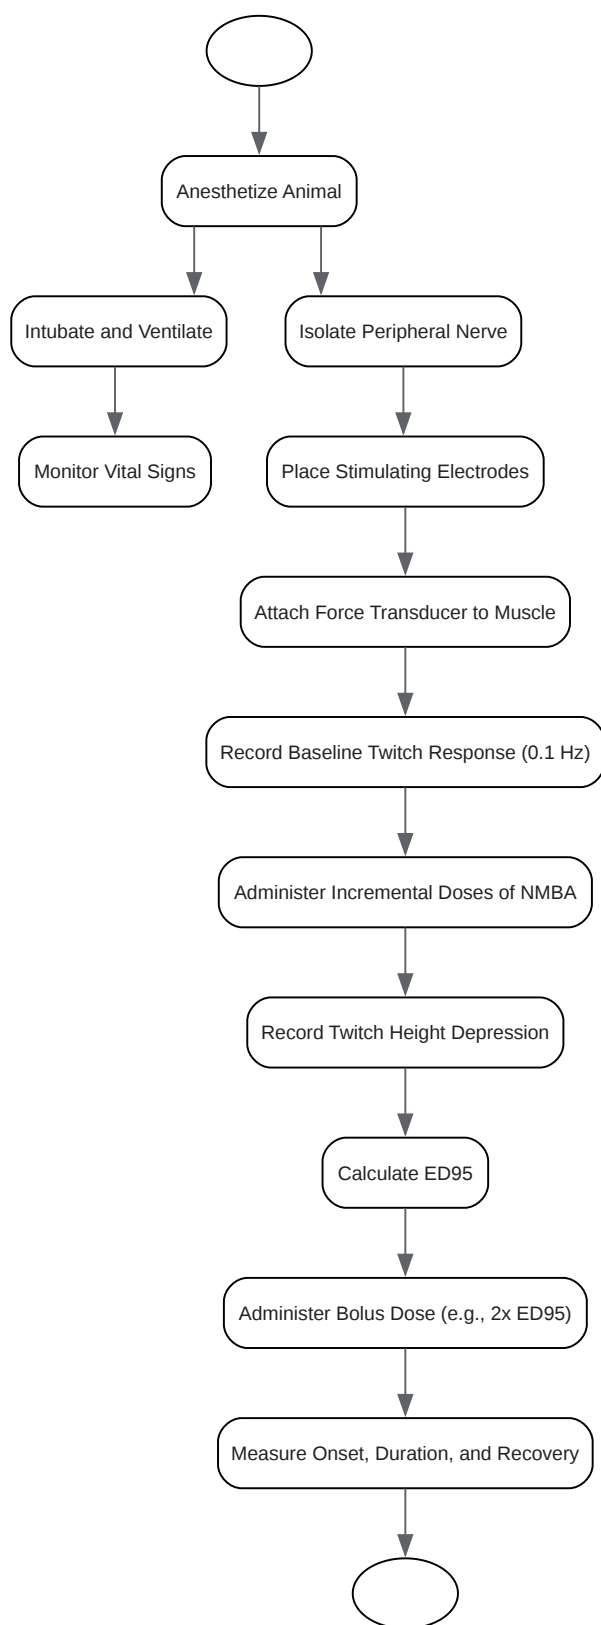 Anesthetize Animal
Intubate and Ventilate
Isolate Peripheral Nerve
Monitor Vital Signs
Place Stimulating Electrodes
Attach Force Transducer to Muscle
Record Baseline Twitch Response (0.1 Hz)
Administer Incremental Doses of NMBA
Record Twitch Height Depression
Calculate ED95
Administer Bolus Dose (e.g., 2x ED95)
Measure Onset, Duration, and Recovery